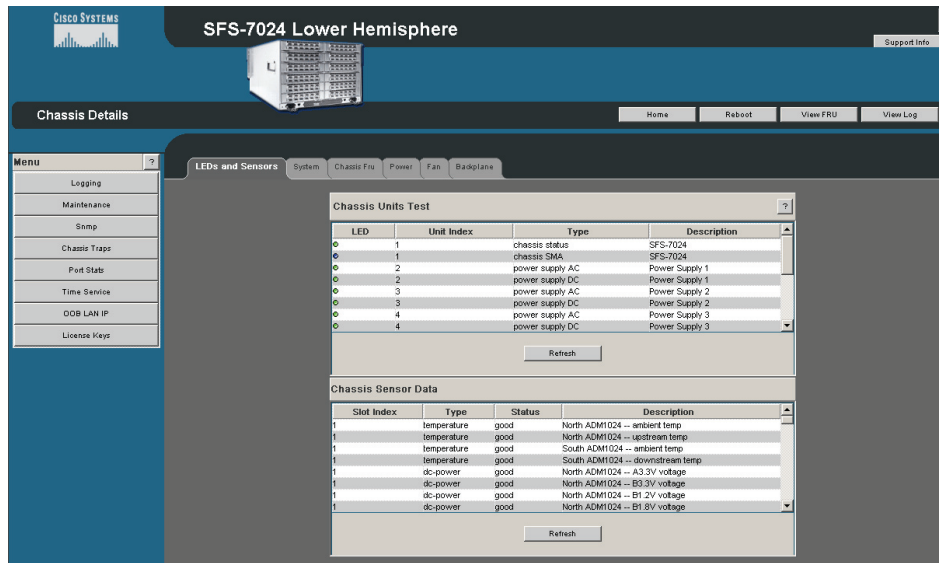 CISCO SYSTEMS
SFS-7024 Lower Hemisphere
Support Info
Chassis Details
Home Reboot View FRU View Log
Menu ?
Logging
Maintenance
Snmp
Chassis Traps
Port Stats
Time Service
OOB LAN IP
License Keys
LEDs and Sensors System Chassis Fru Power Fan Backplane
Chassis Units Test ?
LED Unit Index Type Description
1 chassis status SFS-7024
1 chassis SMA SFS-7024
2 power supply AC Power Supply 1
2 power supply DC Power Supply 1
3 power supply AC Power Supply 2
3 power supply DC Power Supply 2
4 power supply AC Power Supply 3
4 power supply DC Power Supply 3
Refresh
Chassis Sensor Data
Slot Index Type Status Description
1 temperature good North ADM1024 -- ambient temp
1 temperature good North ADM1024 -- upstream temp
1 temperature good South ADM1024 -- ambient temp
1 temperature good South ADM1024 -- downstream temp
1 dc-power good North ADM1024 -- A3.3V voltage
1 dc-power good North ADM1024 -- B3.3V voltage
1 dc-power good North ADM1024 -- B1.2V voltage
1 dc-power good North ADM1024 -- B1.8V voltage
Refresh